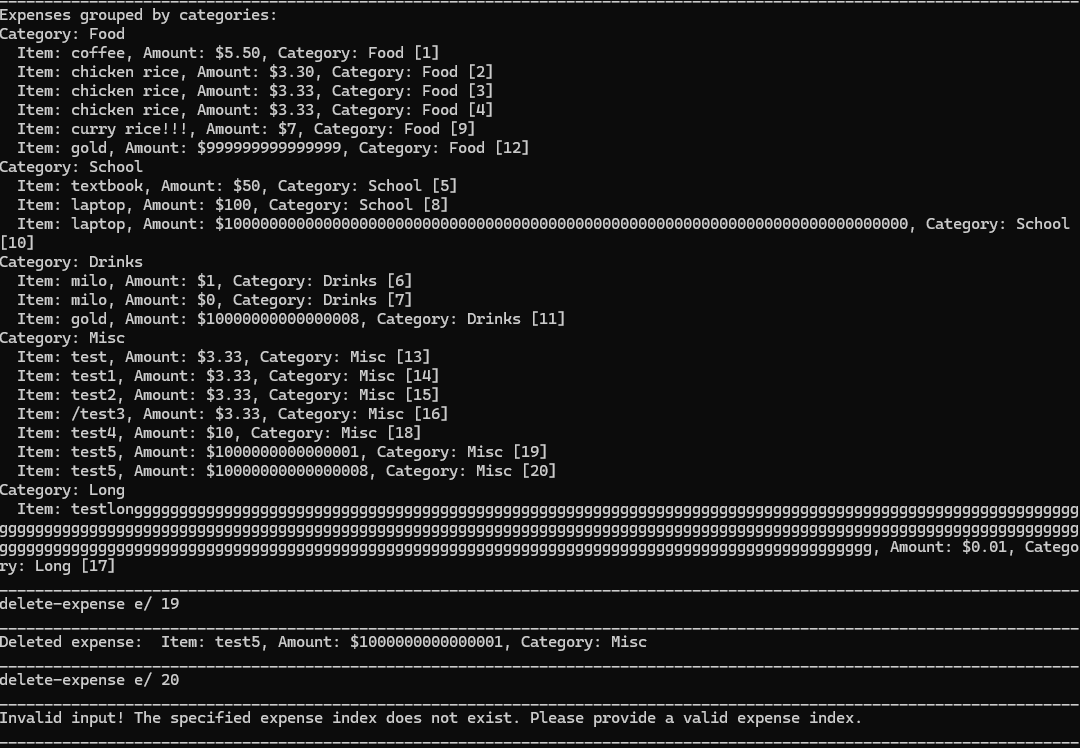 Expenses grouped by categories:
Category: Food
Item: coffee, Amount: $5.50, Category: Food [1]
Item: chicken rice, Amount: $3.30, Category: Food [2]
Item: chicken rice, Amount: $3.33, Category: Food [3]
Item: chicken rice, Amount: $3.33, Category: Food [4]
Item: curry rice!!!, Amount: $7, Category: Food [9]
Item: gold, Amount: $999999999999999, Category: Food [12]
Category: School
Item: textbook, Amount: $50, Category: School [5]
Item: laptop, Amount: $100, Category: School [8]
Item: laptop, Amount: $1000000000000000000000000000000000000000000000000000000000000000000000000000, Category: School
[10]
Category: Drinks
Item: milo, Amount: $1, Category: Drinks [6]
Item: milo, Amount: $0, Category: Drinks [7]
Item: gold, Amount: $10000000000000008, Category: Drinks [11]
Category: Misc
Item: test, Amount: $3.33, Category: Misc [13]
Item: test1, Amount: $3.33, Category: Misc [14]
Item: test2, Amount: $3.33, Category: Misc [15]
Item: /test3, Amount: $3.33, Category: Misc [16]
Item: test4, Amount: $10, Category: Misc [18]
Item: test5, Amount: $1000000000000001, Category: Misc [19]
Item: test5, Amount: $10000000000000008, Category: Misc [20]
Category: Long
Item: testlonggggggggggggggggggggggggggggggggggggggggggggggggggggggggggggggggggggggggggggggggggggggggggggggggggggggggg
gggggggggggggggggggggggggggggggggggggggggggggggggggggggggggggggggggggggggggggggggggggggggggggggggggggggggggggggggggggggg
ggggggggggggggggggggggggggggggggggggggggggggggggggggggggggggggggggggggggggggggggggggggggggggggggg, Amount: $0.01, Catego
ry: Long [17]
delete-expense e/ 19
Deleted expense:  Item: test5, Amount: $1000000000000001, Category: Misc
delete-expense e/ 20
Invalid input! The specified expense index does not exist. Please provide a valid expense index.